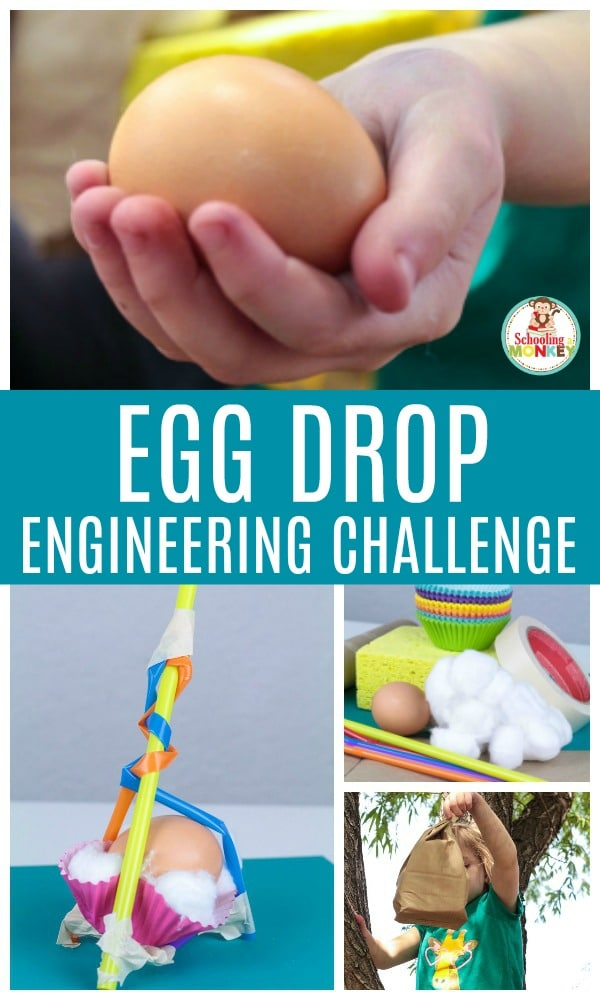 Schooling
a
MONKEY
EGG DROP
ENGINEERING CHALLENGE